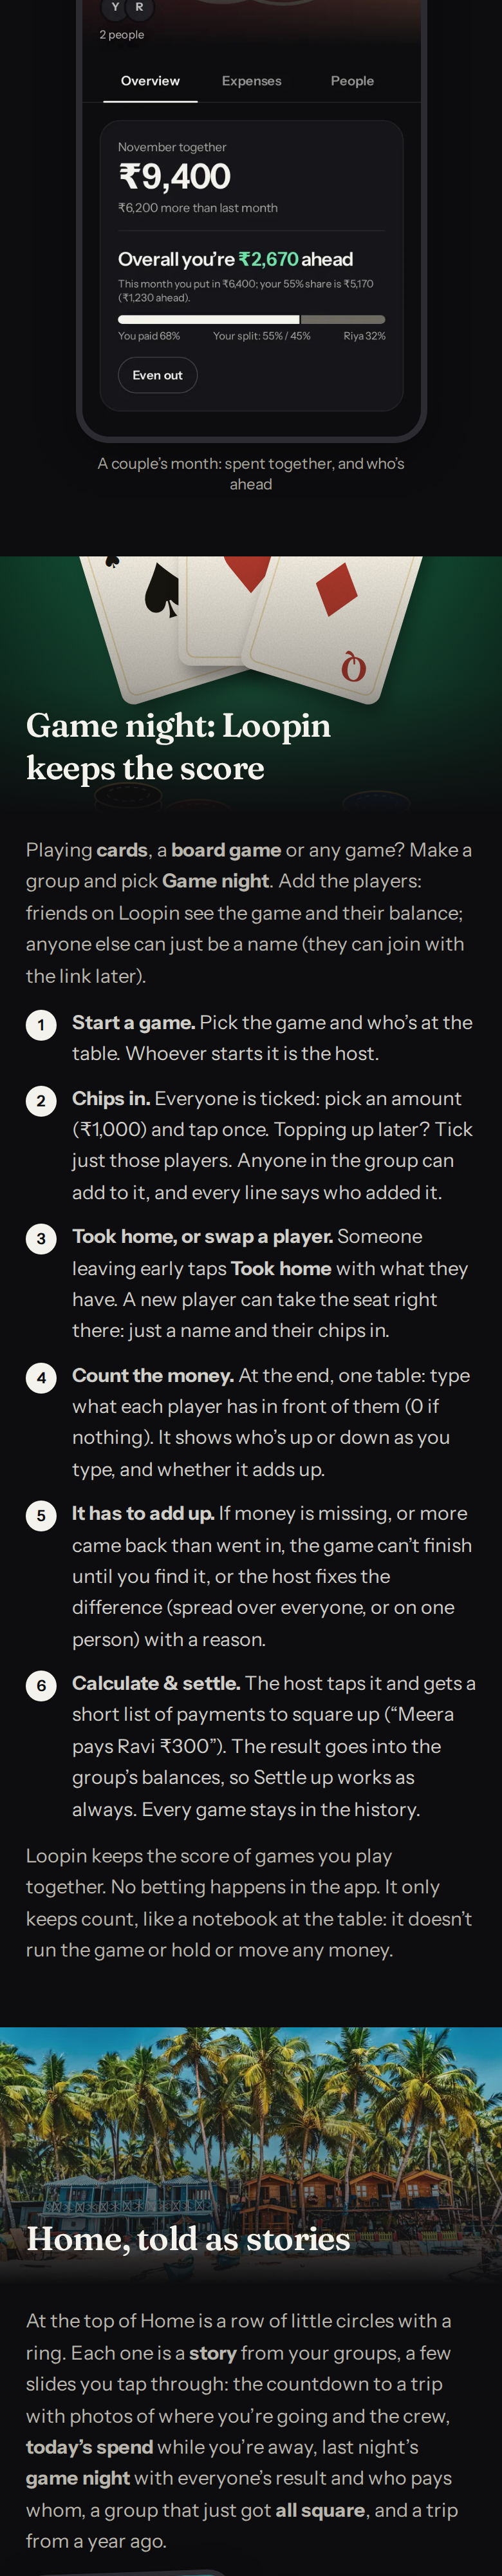 Y R
2 people
Overview Expenses People
November together
₹9,400
₹6,200 more than last month
Overall you’re ₹2,670 ahead
This month you put in ₹6,400; your 55% share is ₹5,170
(₹1,230 ahead).
You paid 68% Your split: 55% / 45% Riya 32%
Even out
A couple’s month: spent together, and who’s
ahead
Q
Game night: Loopin
keeps the score
Playing cards, a board game or any game? Make a
group and pick Game night. Add the players:
friends on Loopin see the game and their balance;
anyone else can just be a name (they can join with
the link later).
1 Start a game. Pick the game and who’s at the
table. Whoever starts it is the host.
2 Chips in. Everyone is ticked: pick an amount
(₹1,000) and tap once. Topping up later? Tick
just those players. Anyone in the group can
add to it, and every line says who added it.
3 Took home, or swap a player. Someone
leaving early taps Took home with what they
have. A new player can take the seat right
there: just a name and their chips in.
4 Count the money. At the end, one table: type
what each player has in front of them (0 if
nothing). It shows who’s up or down as you
type, and whether it adds up.
5 It has to add up. If money is missing, or more
came back than went in, the game can’t finish
until you find it, or the host fixes the
difference (spread over everyone, or on one
person) with a reason.
6 Calculate & settle. The host taps it and gets a
short list of payments to square up (“Meera
pays Ravi ₹300”). The result goes into the
group’s balances, so Settle up works as
always. Every game stays in the history.
Loopin keeps the score of games you play
together. No betting happens in the app. It only
keeps count, like a notebook at the table: it doesn’t
run the game or hold or move any money.
Home, told as stories
At the top of Home is a row of little circles with a
ring. Each one is a story from your groups, a few
slides you tap through: the countdown to a trip
with photos of where you’re going and the crew,
today’s spend while you’re away, last night’s
game night with everyone’s result and who pays
whom, a group that just got all square, and a trip
from a year ago.